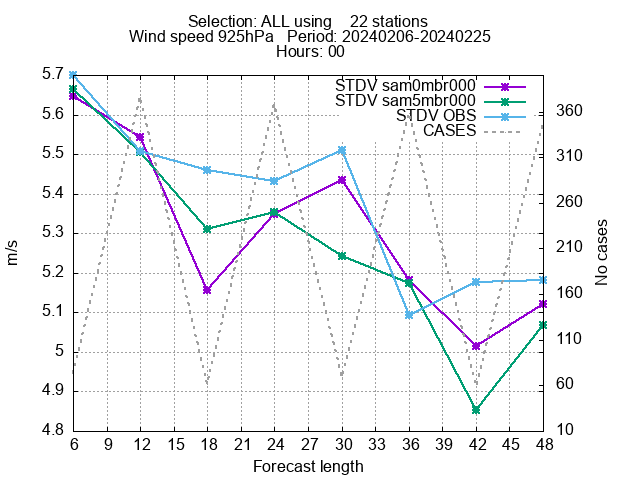 Selection: ALL using    22 stations
Wind speed 925hPa   Period: 20240206-20240225
Hours: 00
STDV sam0mbr000
STDV sam5mbr000
STDV OBS
CASES
5.7
5.6
5.5
5.4
5.3
5.2
5.1
5
4.9
4.8
m/s
360
310
260
210
160
110
60
10
No cases
6 9 12 15 18 21 24 27 30 33 36 39 42 45 48
Forecast length